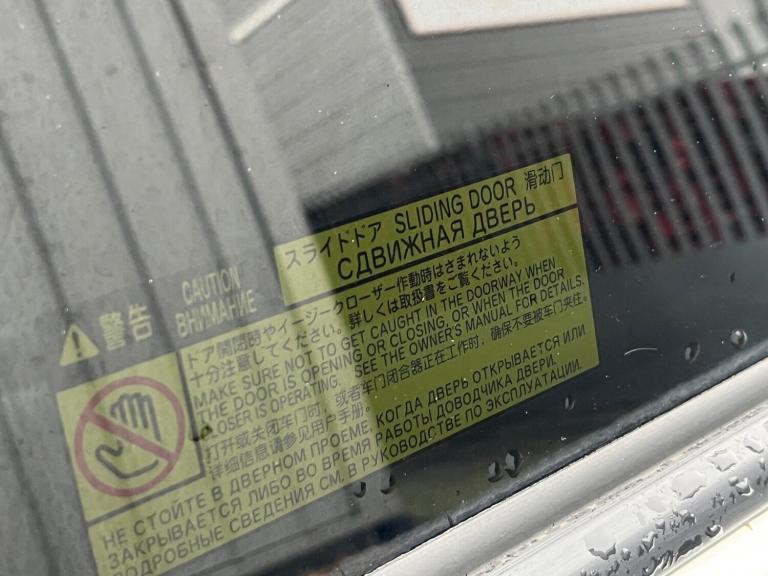 スライドドア SLIDING DOOR 滑动门
СДВИЖНАЯ ДВЕРЬ
警告 CAUTION
ВНИМАНИЕ
ドア開閉時やイージークローザー作動時はさまれないよう
十分注意してください。詳しくは取扱書をご覧ください。
MAKE SURE NOT TO GET CAUGHT IN THE DOORWAY WHEN
THE DOOR IS OPENING OR CLOSING, OR WHEN THE DOOR
CLOSER IS OPERATING. SEE THE OWNER'S MANUAL FOR DETAILS.
打开或关闭车门时，或者车门闭合器正在工作时，确保不要被车门夹住。
详细信息请参见用户手册。
НЕ СТОЙТЕ В ДВЕРНОМ ПРОЕМЕ, КОГДА ДВЕРЬ ОТКРЫВАЕТСЯ ИЛИ
ЗАКРЫВАЕТСЯ ЛИБО ВО ВРЕМЯ РАБОТЫ ДОВОДЧИКА ДВЕРИ.
ПОДРОБНЫЕ СВЕДЕНИЯ СМ. В РУКОВОДСТВЕ ПО ЭКСПЛУАТАЦИИ.